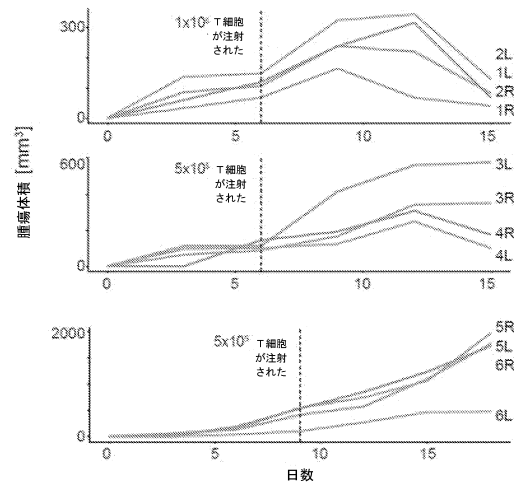 300
0
1x10⁶ T細胞
が注射
された
2L
1L
2R
1R
0
5
10
15
腫瘍体積 [mm³]
600
0
5x10⁵ T細胞
が注射
された
3L
3R
4R
4L
0
5
10
15
2000
0
5x10⁵ T細胞
が注射
された
5R
5L
6R
6L
0
5
10
15
日数